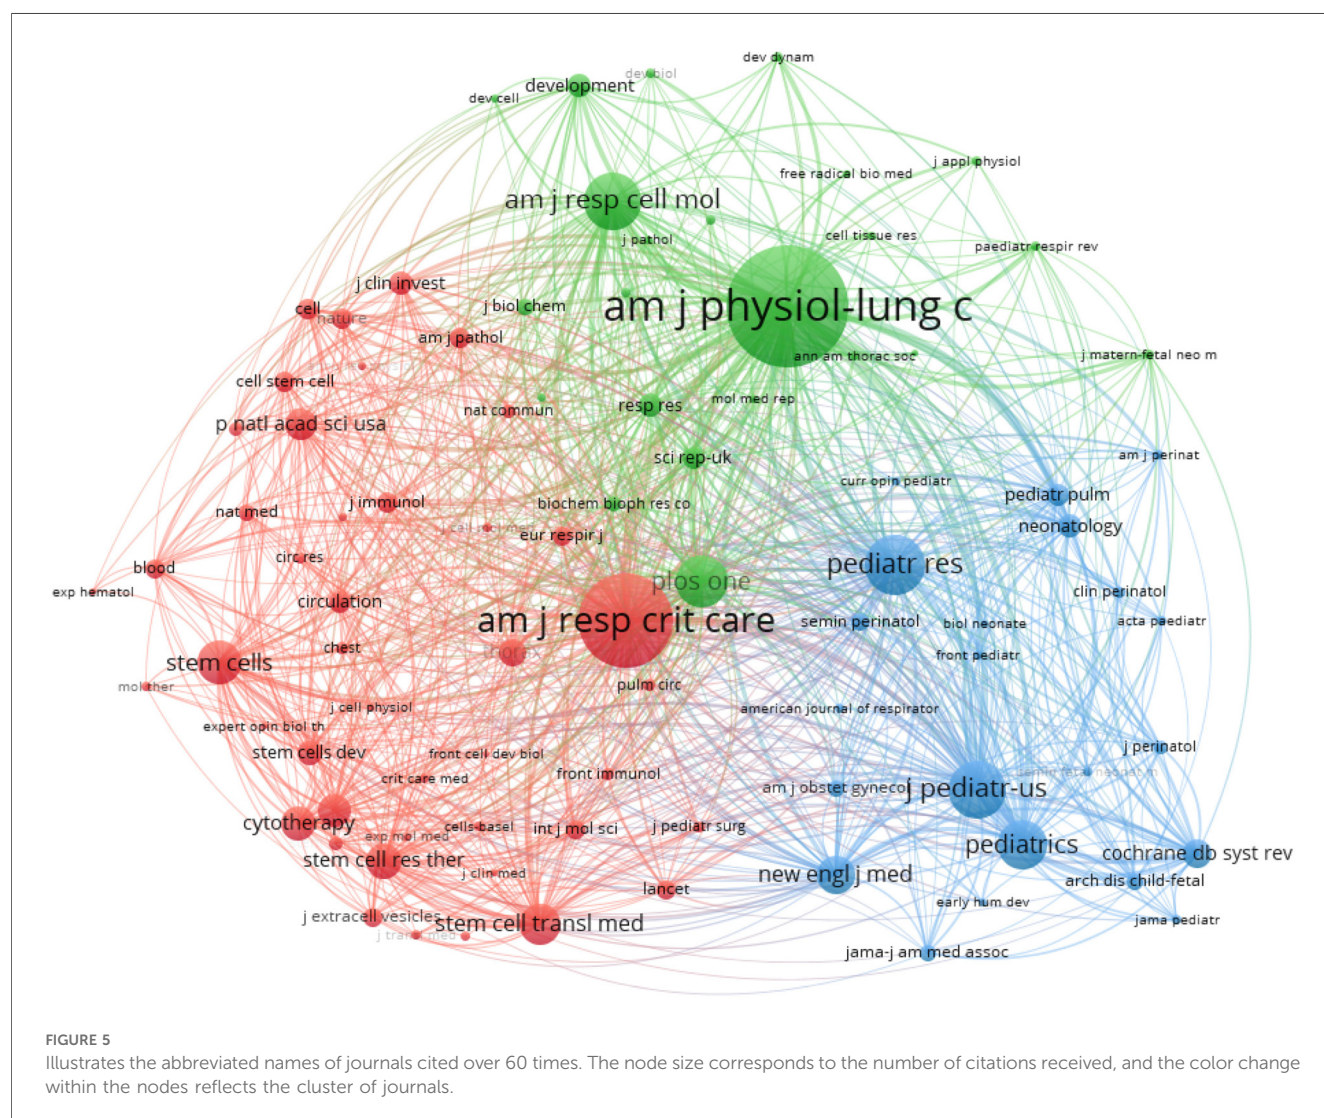 dev dynam
dev biol
development
dev cell
j appl physiol
free radical bio med
am j resp cell mol
j pathol
cell tissue res
paediatr respir rev
j clin invest
am j physiol-lung c
cell
nature
j biol chem
am j pathol
ann am thorac soc
j matern-fetal neo m
cell stem cell
mol med rep
resp res
nat commun
p natl acad sci usa
sci rep-uk
am j perinat
curr opin pediatr
pediatr pulm
j immunol
biochem bioph res co
nat med
neonatology
j cell mol med
eur respir j
circ res
blood
pediatr res
plos one
exp hematol
clin perinatol
circulation
am j resp crit care
semin perinatol
biol neonate
acta paediatr
chest
thorax
front pediatr
stem cells
mol ther
pulm circ
j cell physiol
american journal of respirator
expert opin biol th
stem cells dev
front cell dev biol
j perinatol
crit care med
front immunol
semin fetal neonat m
am j obstet gynecol
j pediatr-us
cytotherapy
exp mol med
cells-basel
int j mol sci
j pediatr surg
pediatrics
cochrane db syst rev
stem cell res ther
j clin med
new engl j med
arch dis child-fetal
lancet
early hum dev
j extracell vesicles
stem cell transl med
jama pediatr
j transl med
jama-j am med assoc
FIGURE 5
Illustrates the abbreviated names of journals cited over 60 times. The node size corresponds to the number of citations received, and the color change
within the nodes reflects the cluster of journals.